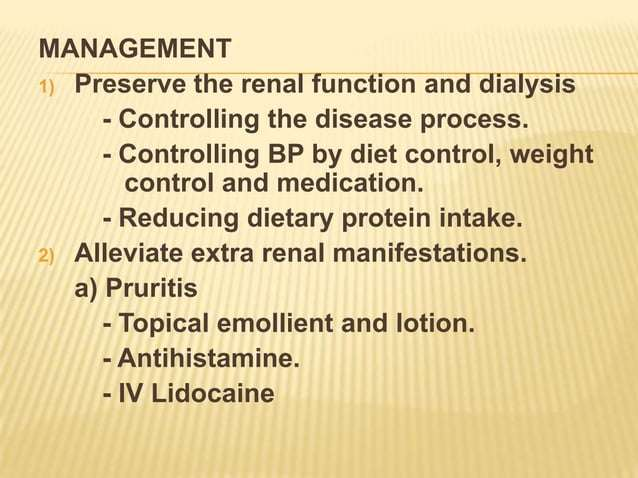 MANAGEMENT
1) Preserve the renal function and dialysis
- Controlling the disease process.
- Controlling BP by diet control, weight
control and medication.
- Reducing dietary protein intake.
2) Alleviate extra renal manifestations.
a) Pruritis
- Topical emollient and lotion.
- Antihistamine.
- IV Lidocaine